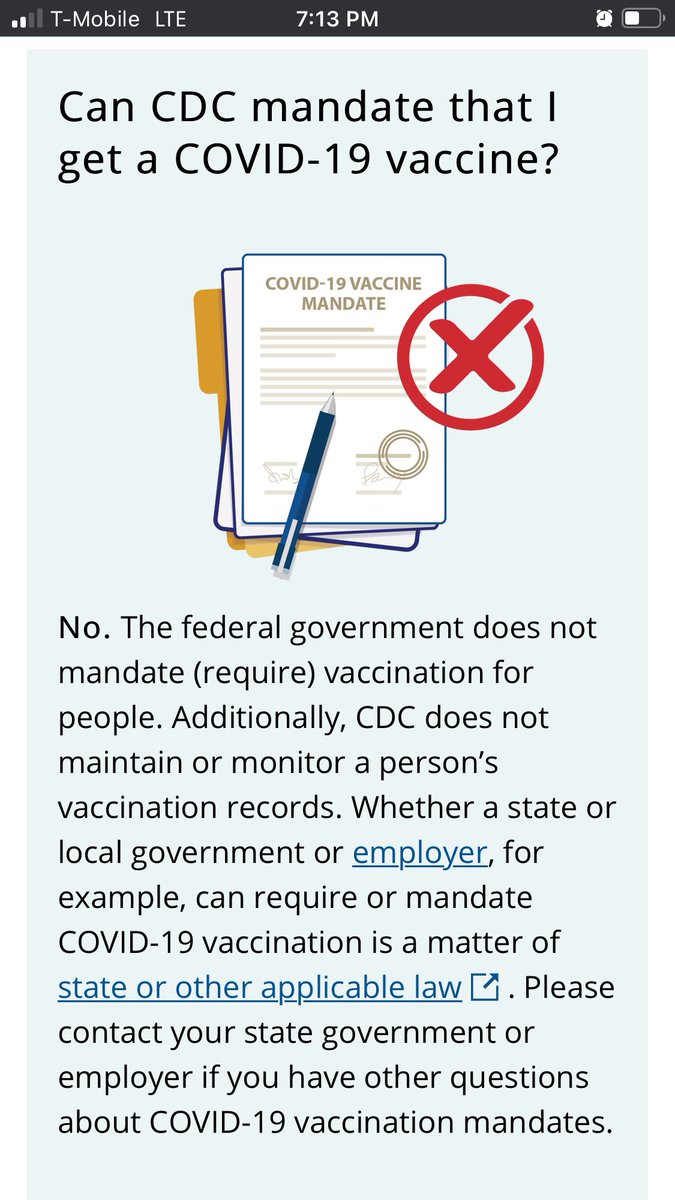 T-Mobile LTE 7:13 PM
Can CDC mandate that I
get a COVID-19 vaccine?
COVID-19 VACCINE
MANDATE
No. The federal government does not
mandate (require) vaccination for
people. Additionally, CDC does not
maintain or monitor a person’s
vaccination records. Whether a state or
local government or employer, for
example, can require or mandate
COVID-19 vaccination is a matter of
state or other applicable law . Please
contact your state government or
employer if you have other questions
about COVID-19 vaccination mandates.